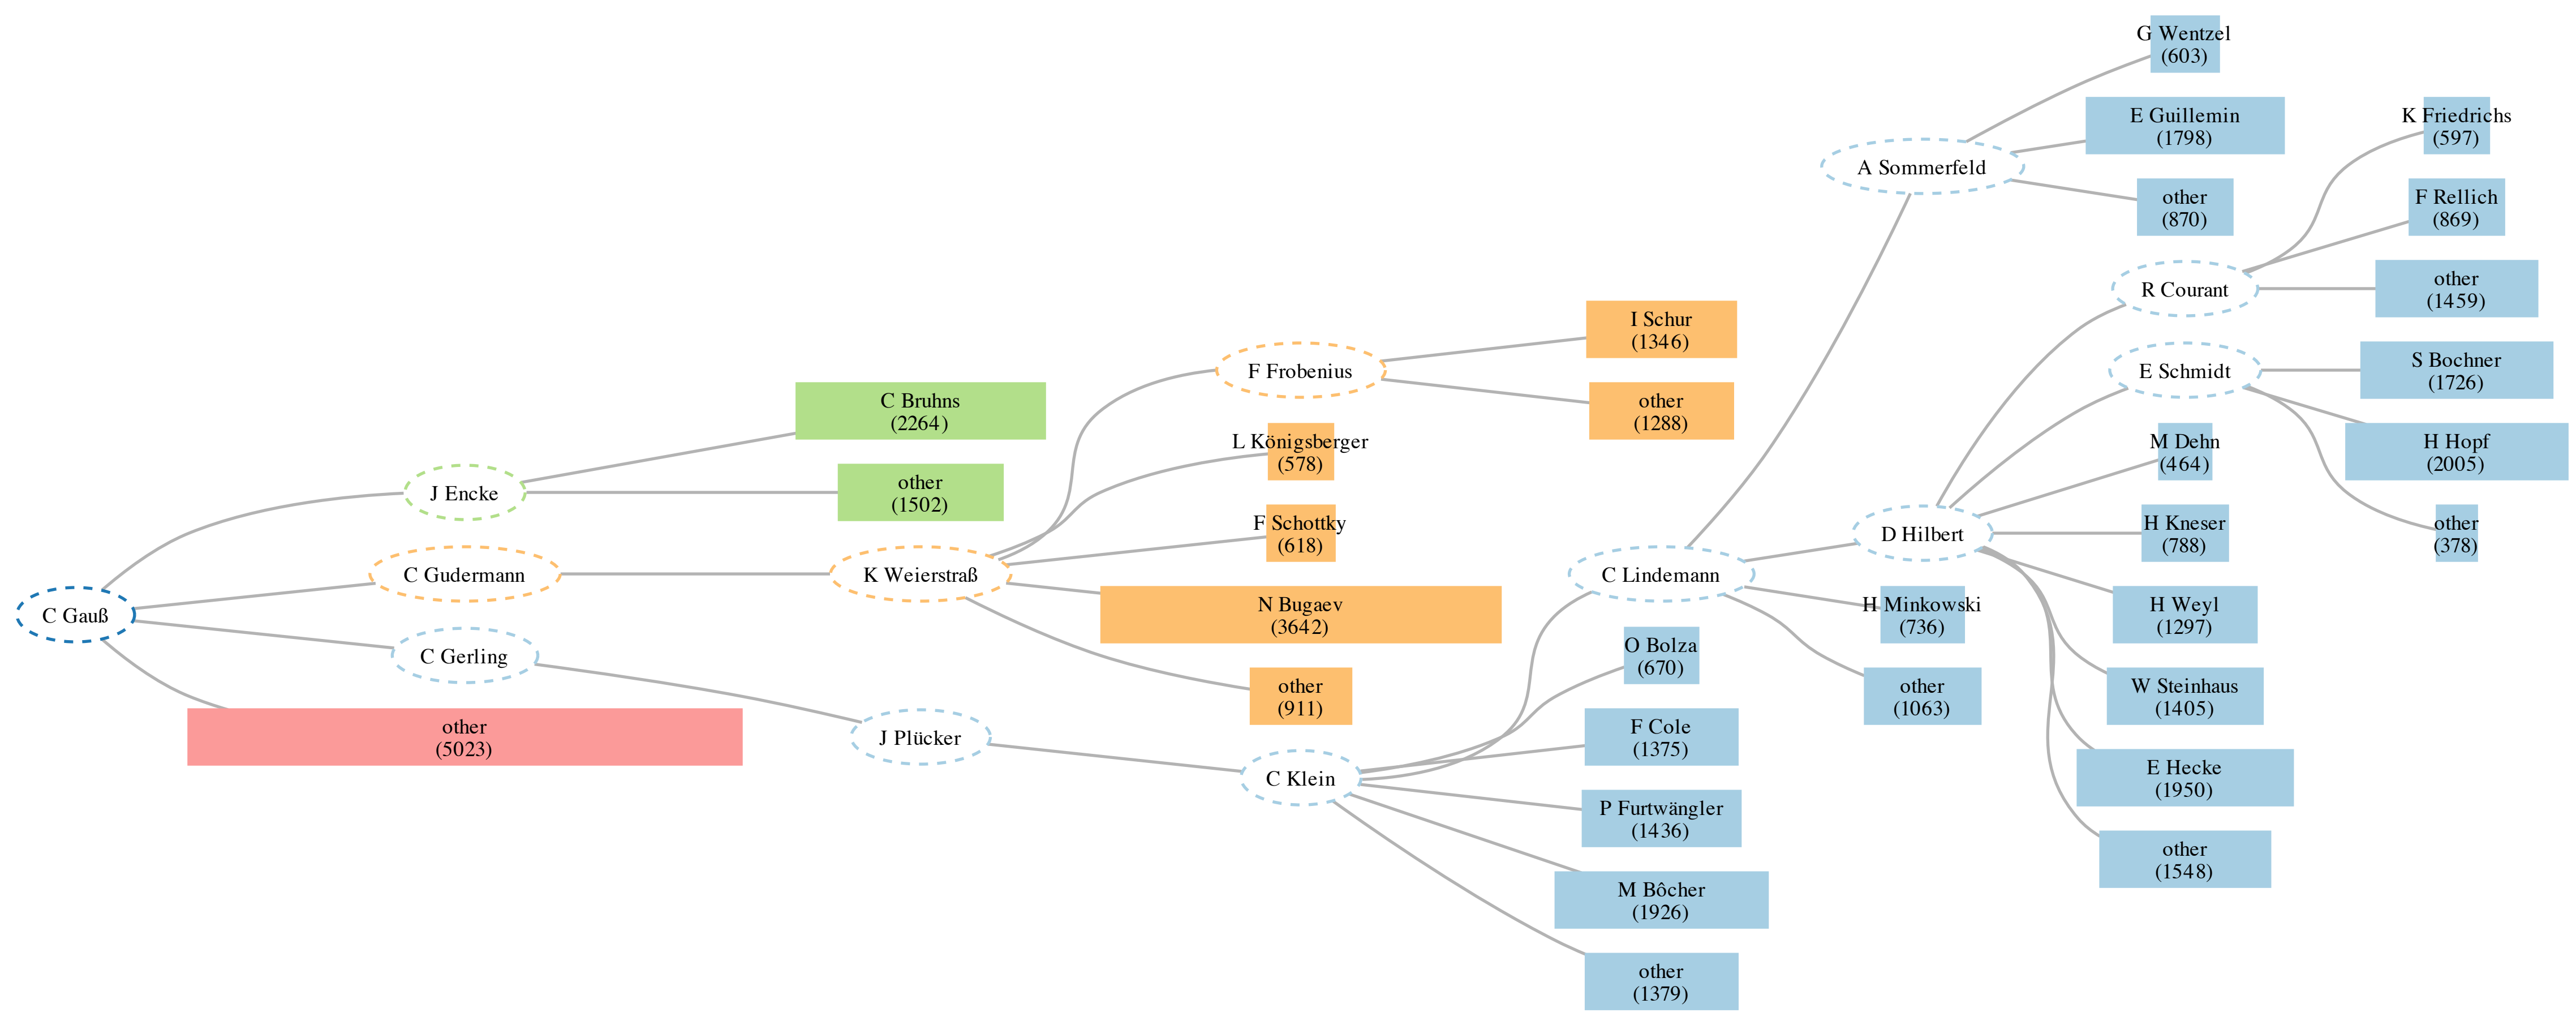 C Gauß
J Encke
C Gudermann
C Gerling
other
(5023)
C Bruhns
(2264)
other
(1502)
K Weierstraß
J Plücker
F Frobenius
L Königsberger
(578)
F Schottky
(618)
N Bugaev
(3642)
other
(911)
C Klein
I Schur
(1346)
other
(1288)
C Lindemann
O Bolza
(670)
F Cole
(1375)
P Furtwängler
(1436)
M Bôcher
(1926)
other
(1379)
A Sommerfeld
D Hilbert
H Minkowski
(736)
other
(1063)
G Wentzel
(603)
E Guillemin
(1798)
other
(870)
R Courant
E Schmidt
M Dehn
(464)
H Kneser
(788)
H Weyl
(1297)
W Steinhaus
(1405)
E Hecke
(1950)
other
(1548)
K Friedrichs
(597)
F Rellich
(869)
other
(1459)
S Bochner
(1726)
H Hopf
(2005)
other
(378)